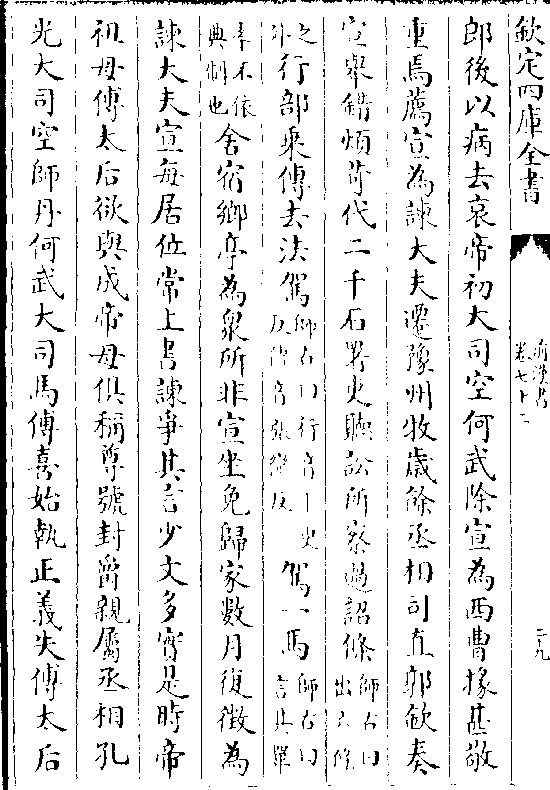 欽定四庫全書
前漢書
卷七十二
二九
郎後以病去哀帝初大司空何武除宣為西曹掾甚敬
重焉薦宣為諫大夫遷豫州牧歳餘丞相司直郭欽奏
宣舉錯煩苛代二千石署吏聽訟所察過詔條師古曰出六條
之外行部乘傳去法駕師古曰行音下更反傳音張戀反駕一馬師古曰言其單
率不依典制也舍宿鄉亭為衆所非宣坐免歸家數月復徴為
諫大夫宣每居位常上書諫爭其言少文多實是時帝
祖母傅太后欲與成帝母俱稱尊號封爵親屬丞相孔
光大司空師丹何武大司馬傅喜始執正義失傅太后